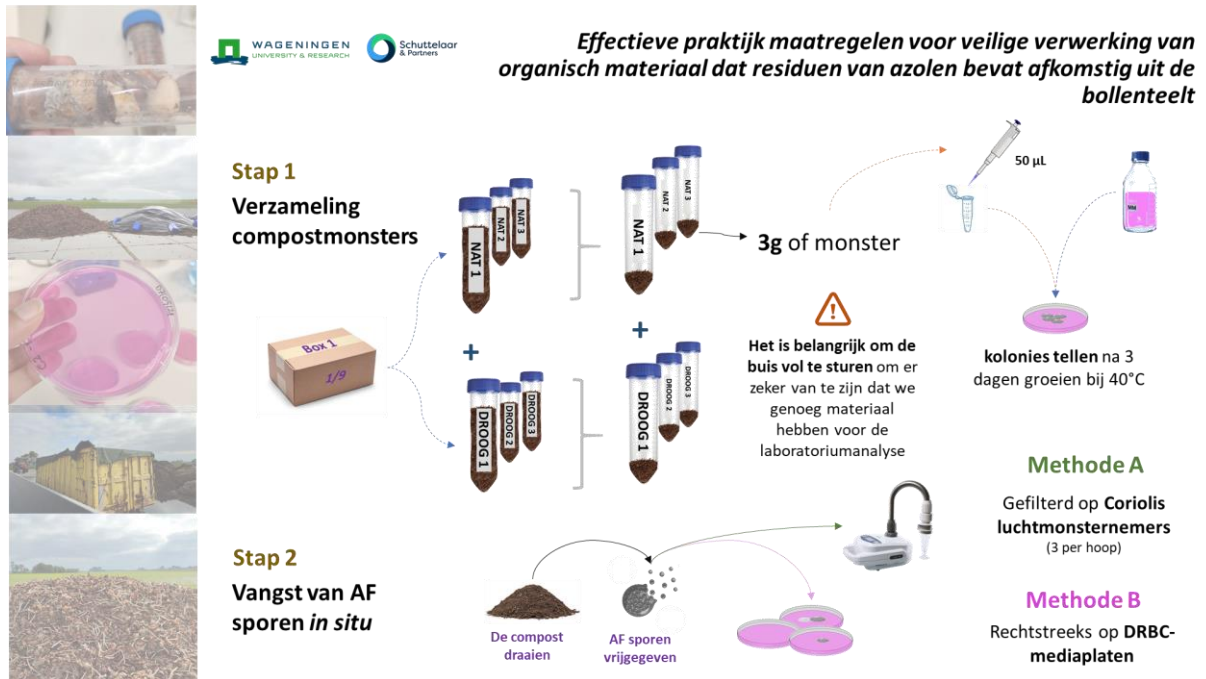 WAGENINGEN
UNIVERSITY & RESEARCH
Schuttelaar
& Partners
Effectieve praktijk maatregelen voor veilige verwerking van
organisch materiaal dat residuen van azolen bevat afkomstig uit de
bollenteelt
Stap 1
Verzameling
compostmonsters
Box 1
1/9
NAT 1
NAT 2
NAT 3
NAT 1
NAT 2
NAT 3
+
+
DROOG 1
DROOG 2
DROOG 3
DROOG 1
DROOG 2
DROOG 3
3g of monster
50 µL
Het is belangrijk om de
buis vol te sturen om er
zeker van te zijn dat we
genoeg materiaal
hebben voor de
laboratoriumanalyse
kolonies tellen na 3
dagen groeien bij 40°C
Stap 2
Vangst van AF
sporen in situ
De compost
draaien
AF sporen
vrijgegeven
Methode A
Gefilterd op Coriolis
luchtmonsternemers
(3 per hoop)
Methode B
Rechtstreeks op DRBC-
mediaplaten